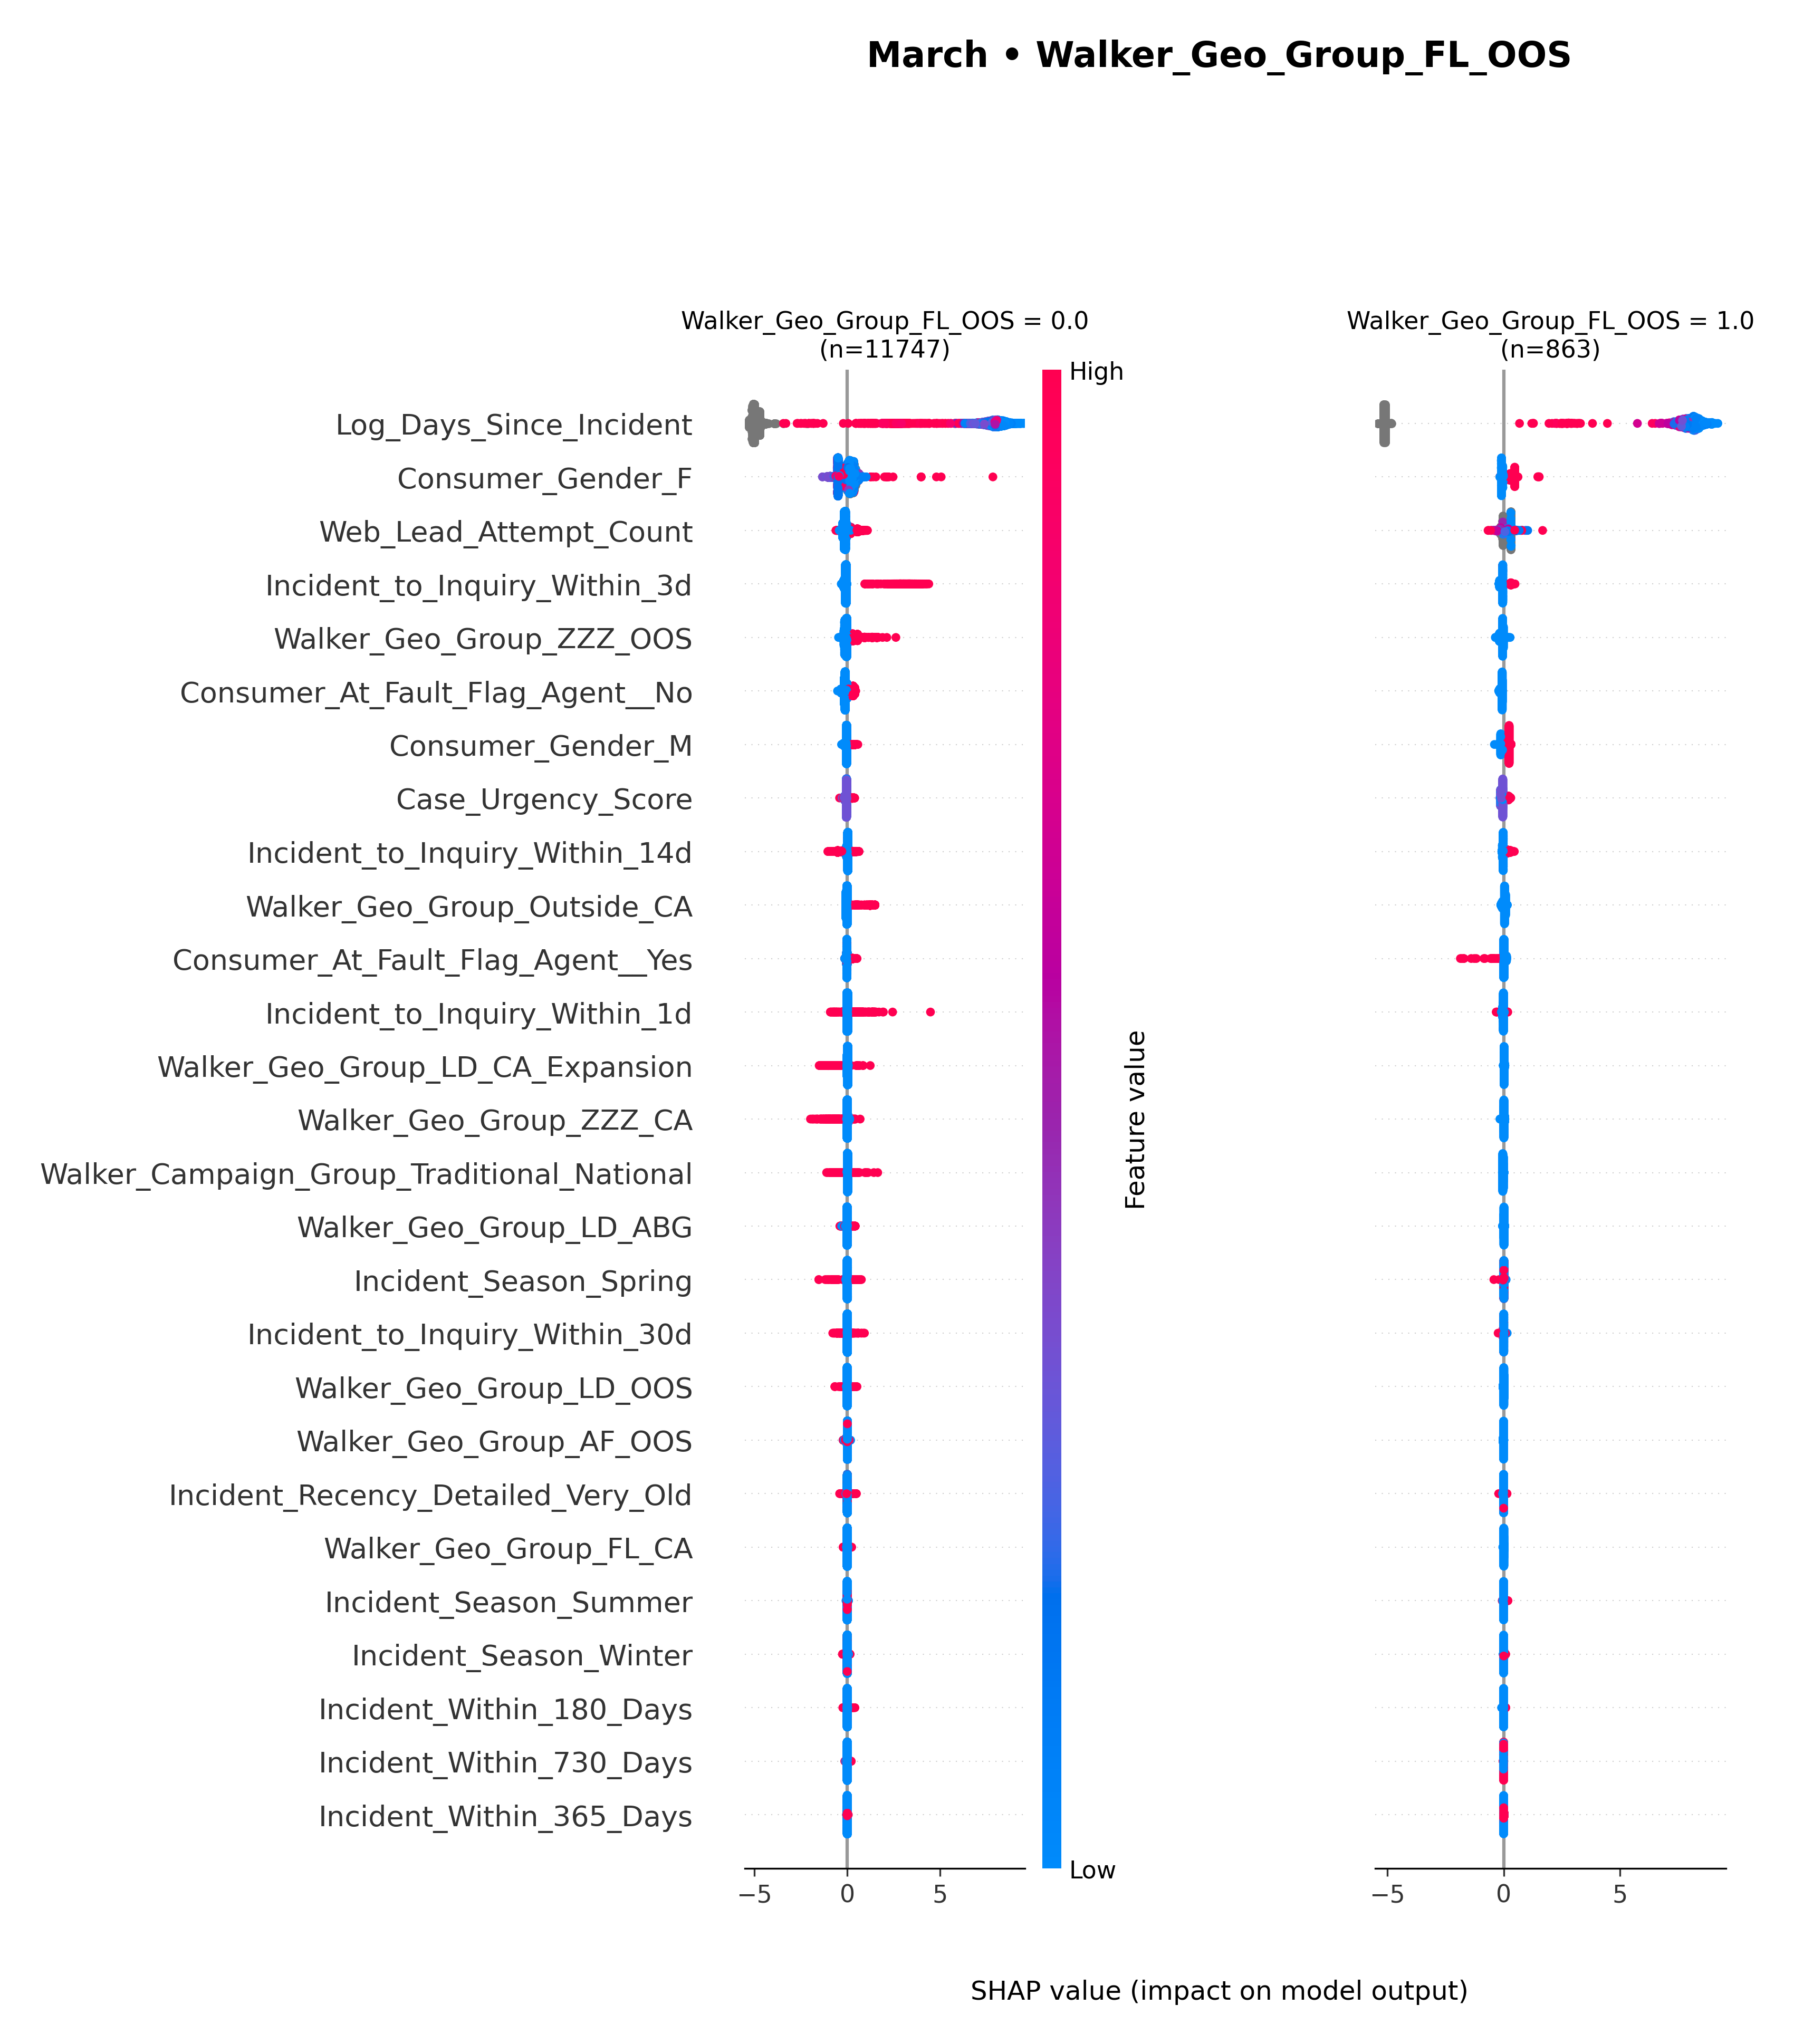 March • Walker_Geo_Group_FL_OOS
Walker_Geo_Group_FL_OOS = 0.0
(n=11747)
Walker_Geo_Group_FL_OOS = 1.0
(n=863)
High
Log_Days_Since_Incident
Consumer_Gender_F
Web_Lead_Attempt_Count
Incident_to_Inquiry_Within_3d
Walker_Geo_Group_ZZZ_OOS
Consumer_At_Fault_Flag_Agent__No
Consumer_Gender_M
Case_Urgency_Score
Incident_to_Inquiry_Within_14d
Walker_Geo_Group_Outside_CA
Consumer_At_Fault_Flag_Agent__Yes
Incident_to_Inquiry_Within_1d
Walker_Geo_Group_LD_CA_Expansion
Walker_Geo_Group_ZZZ_CA
Walker_Campaign_Group_Traditional_National
Walker_Geo_Group_LD_ABG
Incident_Season_Spring
Incident_to_Inquiry_Within_30d
Walker_Geo_Group_LD_OOS
Walker_Geo_Group_AF_OOS
Incident_Recency_Detailed_Very_Old
Walker_Geo_Group_FL_CA
Incident_Season_Summer
Incident_Season_Winter
Incident_Within_180_Days
Incident_Within_730_Days
Incident_Within_365_Days
Feature value
Low
−5 0 5
−5 0 5
SHAP value (impact on model output)